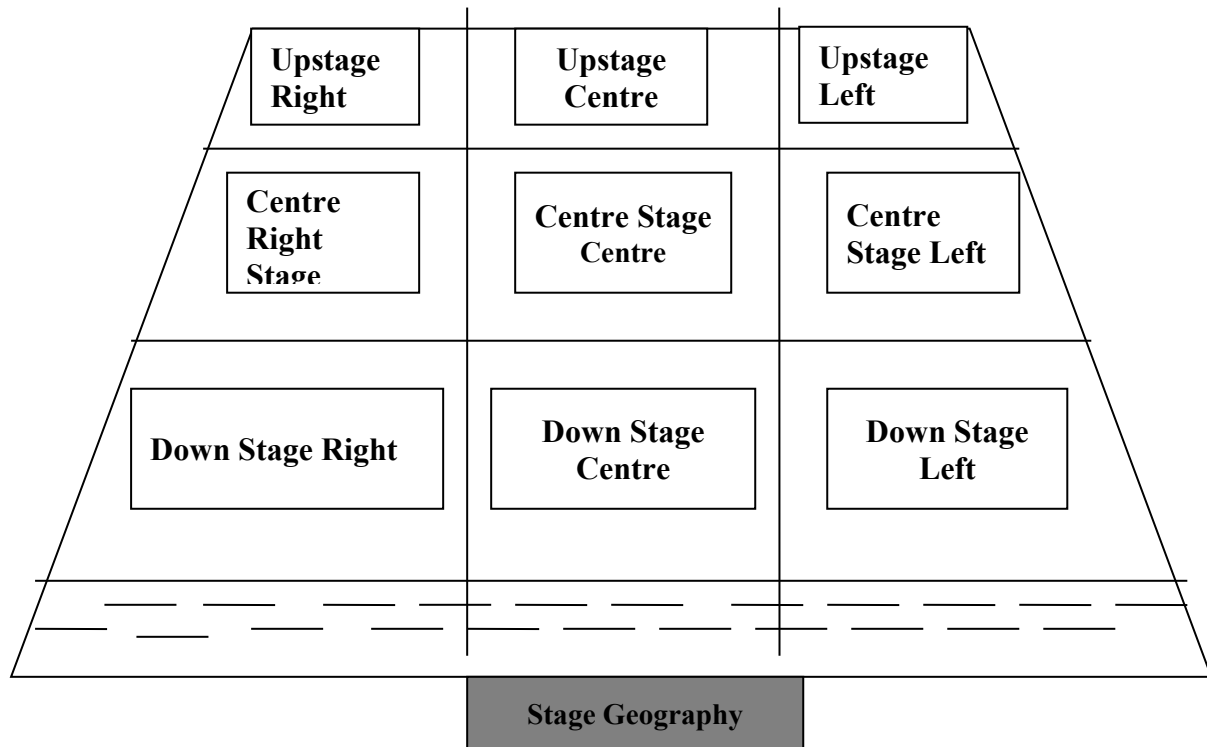 Upstage
Right
Upstage
Centre
Upstage
Left
Centre
Right
Stage
Centre Stage
Centre
Centre
Stage Left
Down Stage Right
Down Stage
Centre
Down Stage
Left
Stage Geography